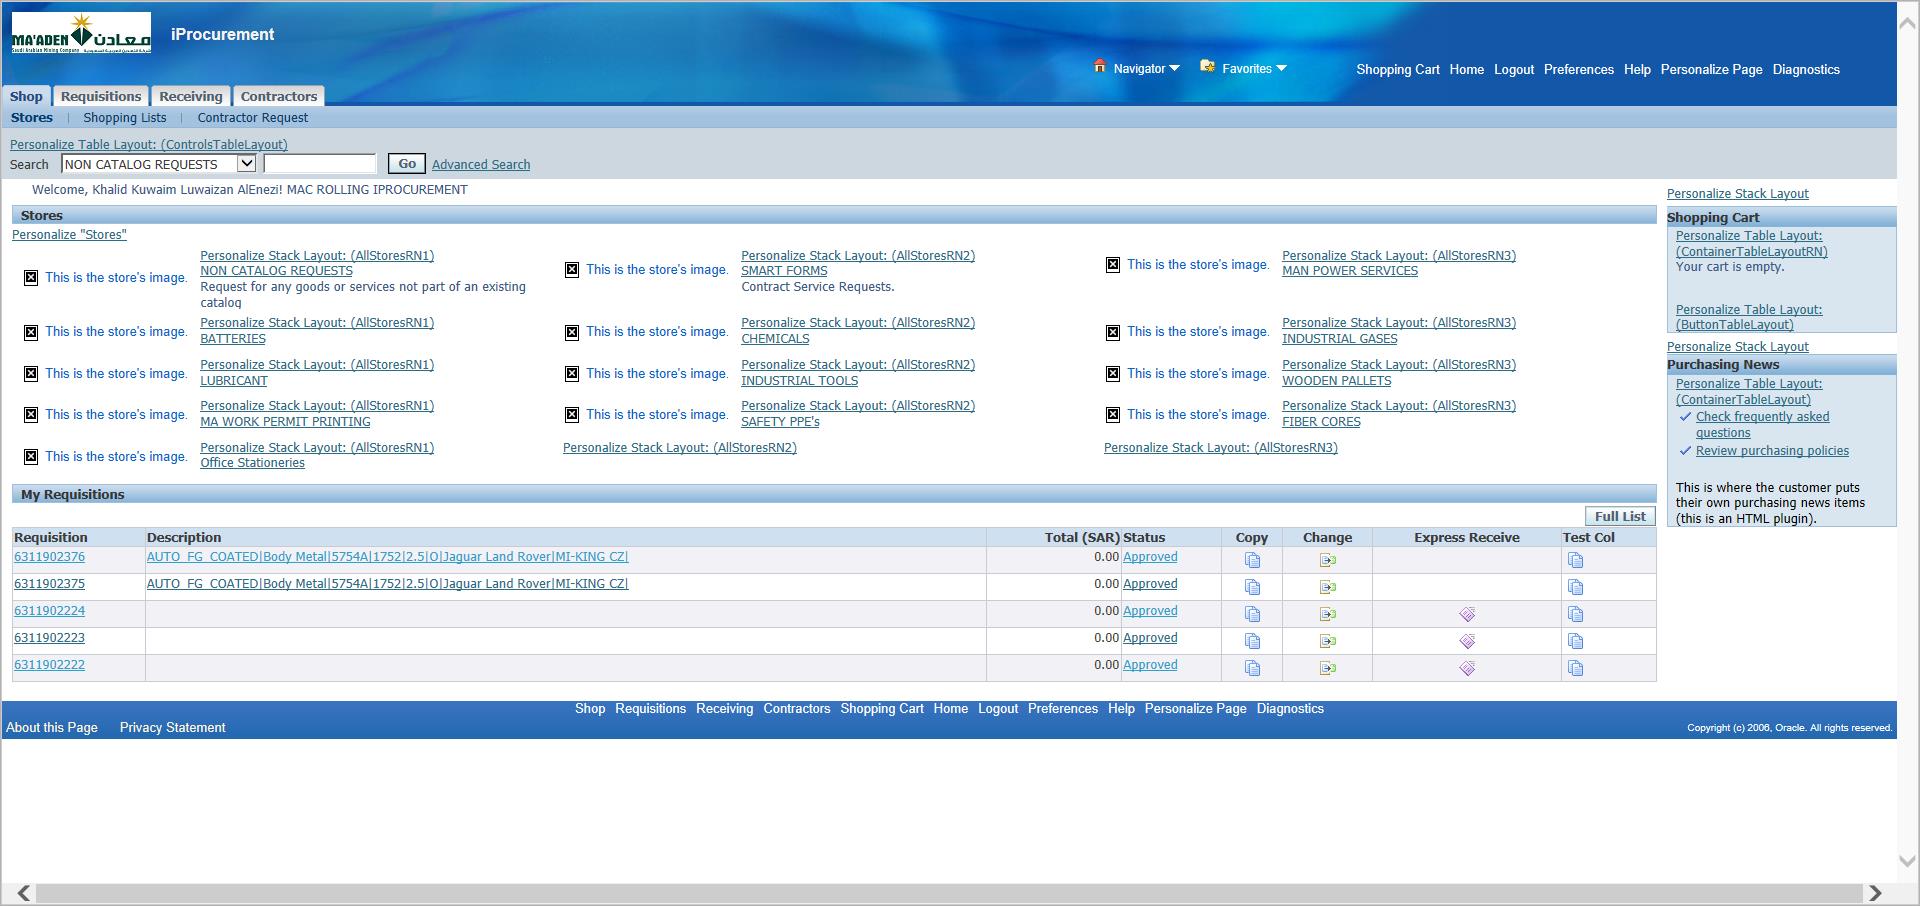 MA'ADEN معادن
Saudi Arabian Mining Company
iProcurement
Navigator Favorites Shopping Cart Home Logout Preferences Help Personalize Page Diagnostics
Shop Requisitions Receiving Contractors
Stores | Shopping Lists | Contractor Request
Personalize Table Layout: (ControlsTableLayout)
Search NON CATALOG REQUESTS Go Advanced Search
Welcome, Khalid Kuwaim Luwaizan AlEnezi! MAC ROLLING IPROCUREMENT
Stores
Personalize "Stores"
This is the store's image. Personalize Stack Layout: (AllStoresRN1)
NON CATALOG REQUESTS
Request for any goods or services not part of an existing
catalog
This is the store's image. Personalize Stack Layout: (AllStoresRN2)
SMART FORMS
Contract Service Requests.
This is the store's image. Personalize Stack Layout: (AllStoresRN3)
MAN POWER SERVICES
This is the store's image. Personalize Stack Layout: (AllStoresRN1)
BATTERIES
This is the store's image. Personalize Stack Layout: (AllStoresRN2)
CHEMICALS
This is the store's image. Personalize Stack Layout: (AllStoresRN3)
INDUSTRIAL GASES
This is the store's image. Personalize Stack Layout: (AllStoresRN1)
LUBRICANT
This is the store's image. Personalize Stack Layout: (AllStoresRN2)
INDUSTRIAL TOOLS
This is the store's image. Personalize Stack Layout: (AllStoresRN3)
WOODEN PALLETS
This is the store's image. Personalize Stack Layout: (AllStoresRN1)
MA WORK PERMIT PRINTING
This is the store's image. Personalize Stack Layout: (AllStoresRN2)
SAFETY PPE's
This is the store's image. Personalize Stack Layout: (AllStoresRN3)
FIBER CORES
This is the store's image. Personalize Stack Layout: (AllStoresRN1)
Office Stationeries
Personalize Stack Layout: (AllStoresRN2)
Personalize Stack Layout: (AllStoresRN3)
Personalize Stack Layout
Shopping Cart
Personalize Table Layout:
(ContainerTableLayoutRN)
Your cart is empty.
Personalize Table Layout:
(ButtonTableLayout)
Personalize Stack Layout
Purchasing News
Personalize Table Layout:
(ContainerTableLayout)
Check frequently asked
questions
Review purchasing policies
This is where the customer puts
their own purchasing news items
(this is an HTML plugin).
My Requisitions
Full List
Requisition Description Total (SAR) Status Copy Change Express Receive Test Col
6311902376 AUTO_FG_COATED|Body Metal|5754A|1752|2.5|O|Jaguar Land Rover|MI-KING CZ| 0.00 Approved
6311902375 AUTO_FG_COATED|Body Metal|5754A|1752|2.5|O|Jaguar Land Rover|MI-KING CZ| 0.00 Approved
6311902224 0.00 Approved
6311902223 0.00 Approved
6311902222 0.00 Approved
Shop Requisitions Receiving Contractors Shopping Cart Home Logout Preferences Help Personalize Page Diagnostics
About this Page Privacy Statement Copyright (c) 2006, Oracle. All rights reserved.